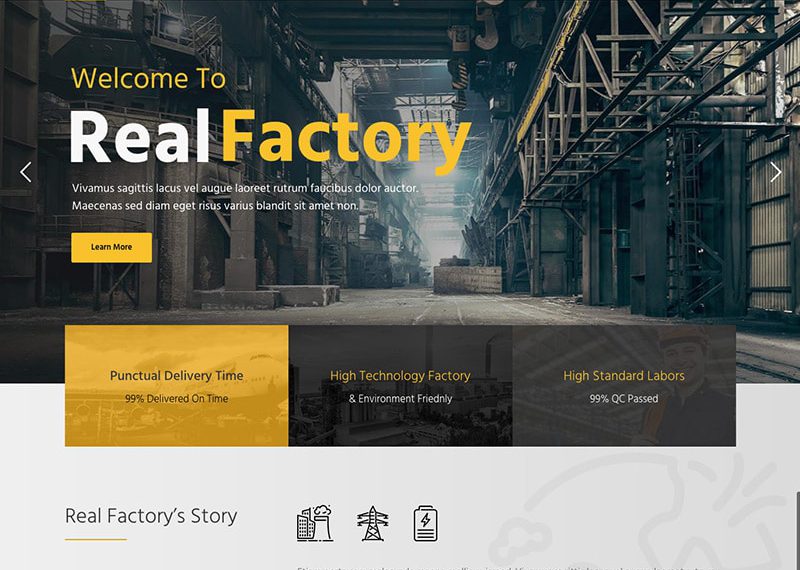 Welcome To
RealFactory
Vivamus sagittis lacus vel augue laoreet rutrum faucibus dolor auctor.
Maecenas sed diam eget risus varius blandit sit amet non.
Learn More
Punctual Delivery Time
99% Delivered On Time
High Technology Factory
& Environment Friednly
High Standard Labors
99% QC Passed
Real Factory's Story